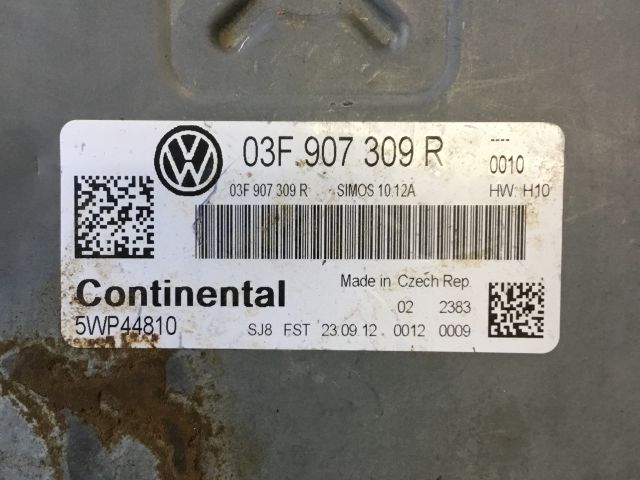 VW 03F 907 309 R ----
0010
03F 907 309 R SIMOS 10.12A HW: H10
Continental Made in Czech Rep.
02 2383
5WP44810 SJ8 FST 23.09.12 0012 0009